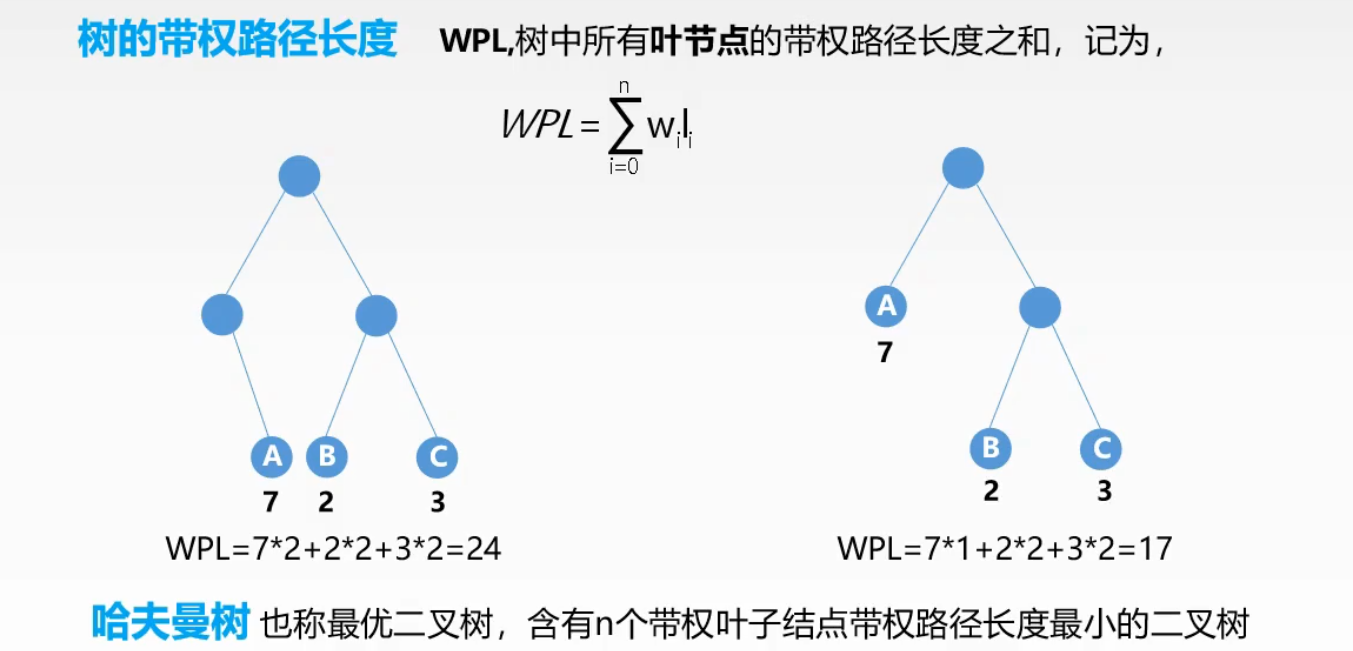 树的带权路径长度 WPL,树中所有叶节点的带权路径长度之和，记为，
n
WPL=∑wᵢlᵢ
i=0
A
7
A B C
7 2 3
B C
2 3
WPL=7*2+2*2+3*2=24
WPL=7*1+2*2+3*2=17
哈夫曼树 也称最优二叉树，含有n个带权叶子结点带权路径长度最小的二叉树